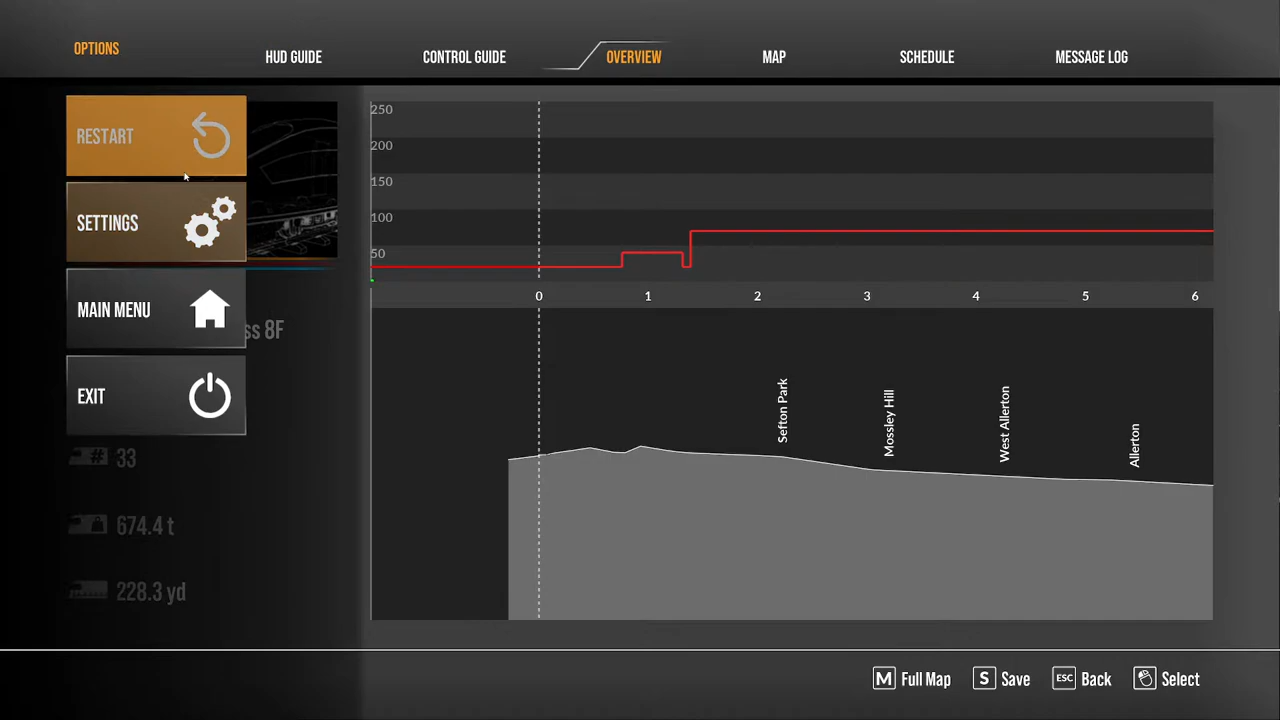 OPTIONS
HUD GUIDE
CONTROL GUIDE
OVERVIEW
MAP
SCHEDULE
MESSAGE LOG
RESTART
SETTINGS
MAIN MENU
EXIT
ss 8F
33
674.4 t
228.3 yd
250
200
150
100
50
0 1 2 3 4 5 6
Sefton Park
Mossley Hill
West Allerton
Allerton
M Full Map
S Save
ESC Back
Select